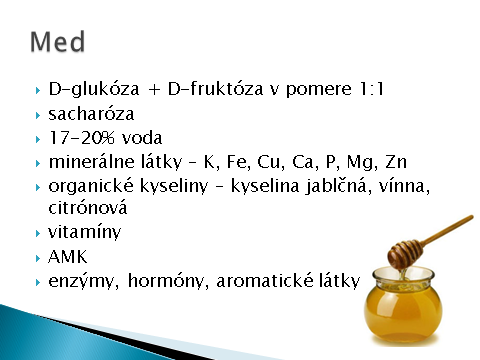 Med
D-glukóza + D-fruktóza v pomere 1:1
sacharóza
17-20% voda
minerálne látky – K, Fe, Cu, Ca, P, Mg, Zn
organické kyseliny – kyselina jablčná, vínna,
citrónová
vitamíny
AMK
enzýmy, hormóny, aromatické látky